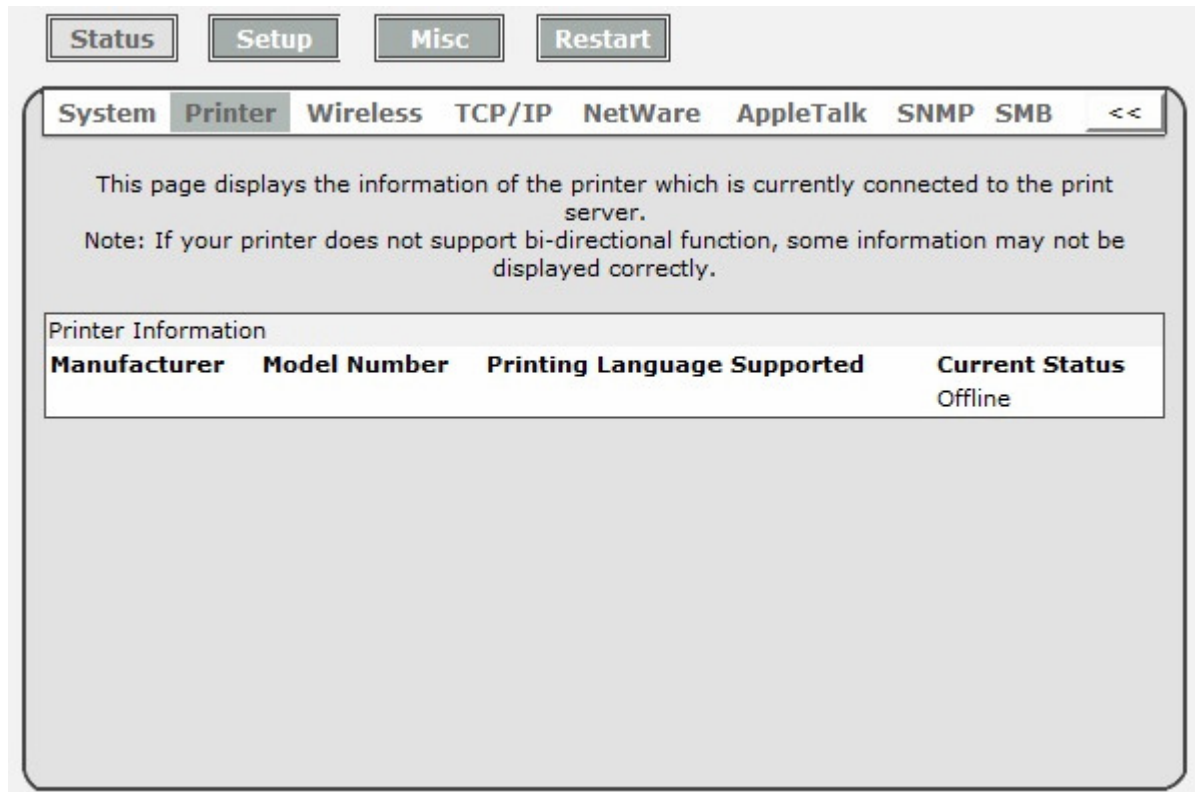 Status Setup Misc Restart
System Printer Wireless TCP/IP NetWare AppleTalk SNMP SMB <<
This page displays the information of the printer which is currently connected to the print
server.
Note: If your printer does not support bi-directional function, some information may not be
displayed correctly.
Printer Information
Manufacturer Model Number Printing Language Supported Current Status
Offline